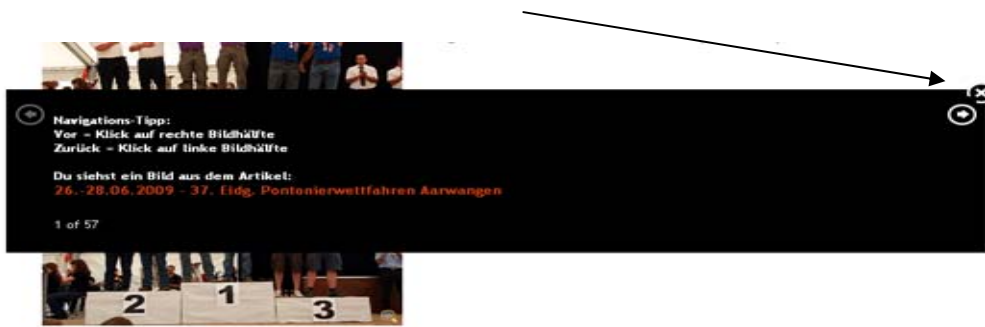 Navigations-Tipp:
Vor – Klick auf rechte Bildhälfte
Zurück – Klick auf linke Bildhälfte
Du siehst ein Bild aus dem Artikel:
26.-28.06.2009 - 37. Eidg. Pontonierwettfahren Aarwangen
1 of 57
2 1 3